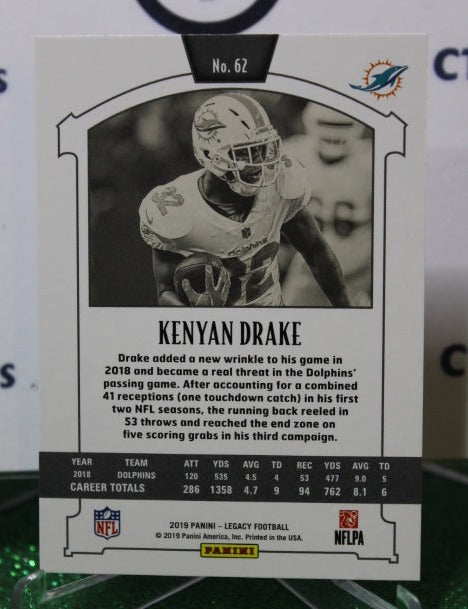 No. 62
CT
CT
s
32
Dolphins
KENYAN DRAKE
Drake added a new wrinkle to his game in
2018 and became a real threat in the Dolphins'
passing game. After accounting for a combined
41 receptions (one touchdown catch) in his first
two NFL seasons, the running back reeled in
53 throws and reached the end zone on
five scoring grabs in his third campaign.
YEAR TEAM ATT YDS AVG TD REC YDS AVG TD
2018 DOLPHINS 120 535 4.5 4 53 477 9.0 5
CAREER TOTALS 286 1358 4.7 9 94 762 8.1 6
NFL
2019 PANINI – LEGACY FOOTBALL
© 2019 Panini America, Inc. Printed in the USA.
PANINI
NFLPA